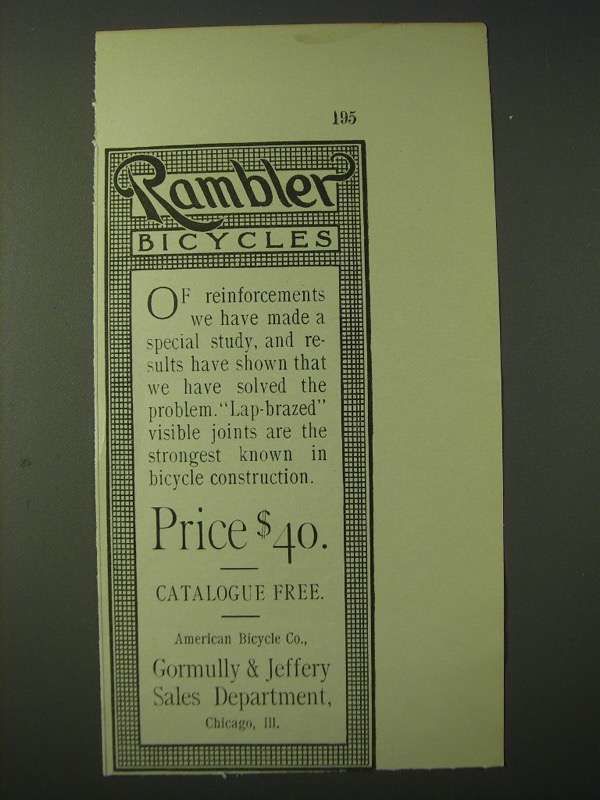 195
Rambler
BICYCLES
OF reinforcements
we have made a
special study, and re-
sults have shown that
we have solved the
problem. "Lap-brazed"
visible joints are the
strongest known in
bicycle construction.
Price $40.
CATALOGUE FREE.
American Bicycle Co.,
Gormully & Jeffery
Sales Department,
Chicago, Ill.